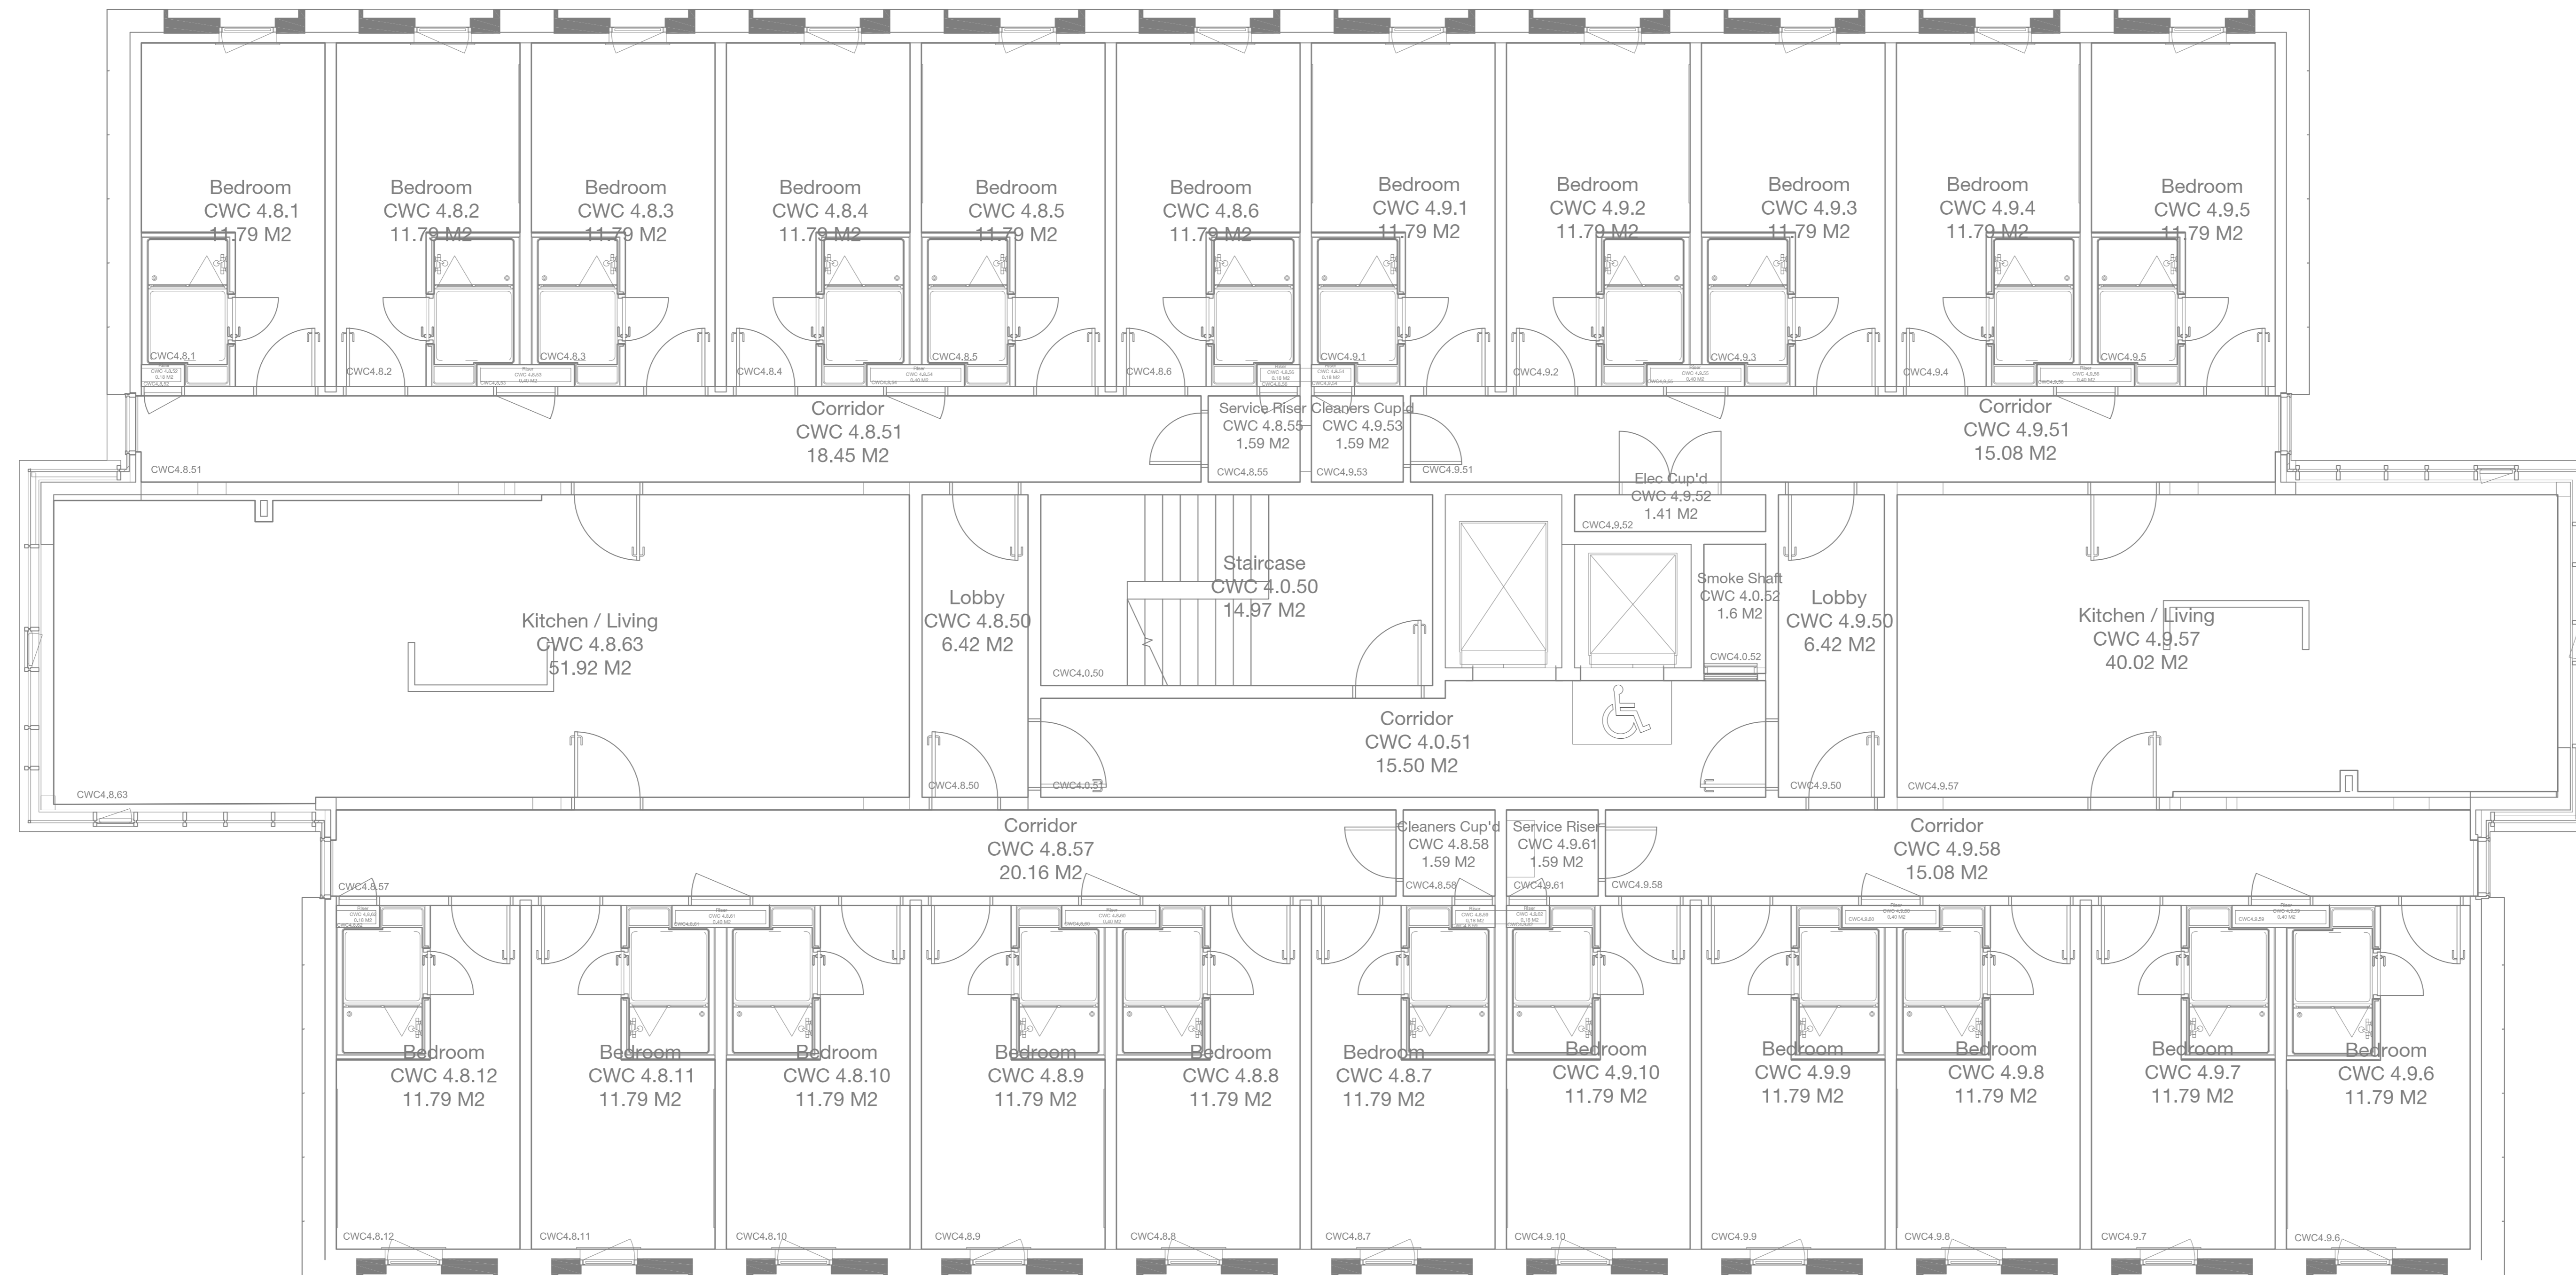 Bedroom
CWC 4.8.1
11.79 M2
Bedroom
CWC 4.8.2
11.79 M2
Bedroom
CWC 4.8.3
11.79 M2
Bedroom
CWC 4.8.4
11.79 M2
Bedroom
CWC 4.8.5
11.79 M2
Bedroom
CWC 4.8.6
11.79 M2
Bedroom
CWC 4.9.1
11.79 M2
Bedroom
CWC 4.9.2
11.79 M2
Bedroom
CWC 4.9.3
11.79 M2
Bedroom
CWC 4.9.4
11.79 M2
Bedroom
CWC 4.9.5
11.79 M2
CWC4.8.1
CWC4.8.2
CWC4.8.3
CWC4.8.4
CWC4.8.5
CWC4.8.6
CWC4.9.1
CWC4.9.2
CWC4.9.3
CWC4.9.4
CWC4.9.5
Corridor
CWC 4.8.51
18.45 M2
CWC4.8.51
Service Riser
CWC 4.8.55
1.59 M2
CWC4.8.55
Cleaners Cup'd
CWC 4.9.53
1.59 M2
CWC4.9.53
Corridor
CWC 4.9.51
15.08 M2
CWC4.9.51
Elec Cup'd
CWC 4.9.52
1.41 M2
CWC4.9.52
Kitchen / Living
CWC 4.8.63
51.92 M2
CWC4.8.63
Lobby
CWC 4.8.50
6.42 M2
CWC4.8.50
Staircase
CWC 4.0.50
14.97 M2
CWC4.0.50
Smoke Shaft
CWC 4.0.52
1.6 M2
CWC4.0.52
Lobby
CWC 4.9.50
6.42 M2
CWC4.9.50
Kitchen / Living
CWC 4.9.57
40.02 M2
CWC4.9.57
Corridor
CWC 4.0.51
15.50 M2
CWC4.0.51
Corridor
CWC 4.8.57
20.16 M2
CWC4.8.57
Cleaners Cup'd
CWC 4.8.58
1.59 M2
CWC4.8.58
Service Riser
CWC 4.9.61
1.59 M2
CWC4.9.61
Corridor
CWC 4.9.58
15.08 M2
CWC4.9.58
Bedroom
CWC 4.8.12
11.79 M2
Bedroom
CWC 4.8.11
11.79 M2
Bedroom
CWC 4.8.10
11.79 M2
Bedroom
CWC 4.8.9
11.79 M2
Bedroom
CWC 4.8.8
11.79 M2
Bedroom
CWC 4.8.7
11.79 M2
Bedroom
CWC 4.9.10
11.79 M2
Bedroom
CWC 4.9.9
11.79 M2
Bedroom
CWC 4.9.8
11.79 M2
Bedroom
CWC 4.9.7
11.79 M2
Bedroom
CWC 4.9.6
11.79 M2
CWC4.8.12
CWC4.8.11
CWC4.8.10
CWC4.8.9
CWC4.8.8
CWC4.8.7
CWC4.9.10
CWC4.9.9
CWC4.9.8
CWC4.9.7
CWC4.9.6